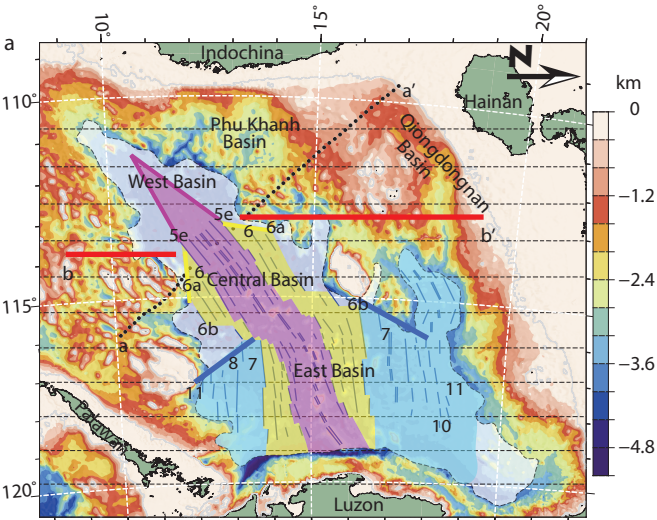 a
°01
15°
20°
Indochina
N
km
110°
a'
Hainan
0
Qiongdongnan
Basin
Phu Khanh
Basin
West Basin
−1.2
5e
6
6a
b'
5e
b
6
Central Basin
−2.4
6a
115°
6b
6b
7
a
8
7
−3.6
East Basin
11
11
Palawan
10
−4.8
120°
Luzon